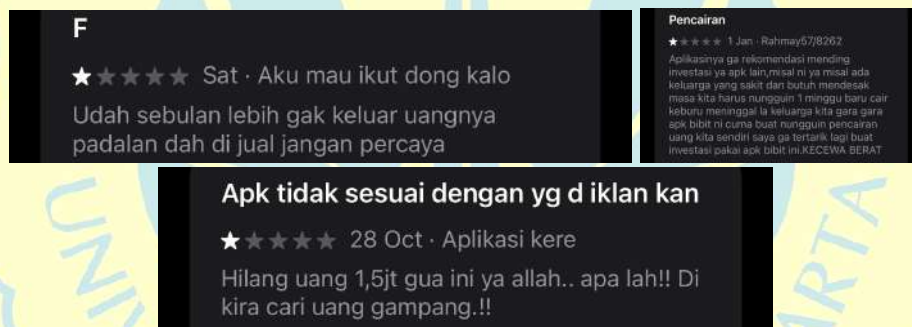 F
★★★★★ Sat · Aku mau ikut dong kalo
Udah sebulan lebih gak keluar uangnya
padalan dah di jual jangan percaya
Pencairan
★★★★★ 1 Jan · Rahmay57/8262
Aplikasinya ga rekomendasi mending
investasi ya apk lain,misal ni ya misal ada
keluarga yang sakit dan butuh mendesak
masa kita harus nungguin 1 minggu baru cair
keburu meninggal la keluarga kita gara gara
apk bibit ni cuma buat nungguin pencairan
uang kita sendiri saya ga tertarik lagi buat
investasi pakai apk bibit ini.KECEWA BERAT
Apk tidak sesuai dengan yg d iklan kan
★★★★★ 28 Oct · Aplikasi kere
Hilang uang 1,5jt gua ini ya allah.. apa lah!! Di
kira cari uang gampang.!!
UNI
ARTA